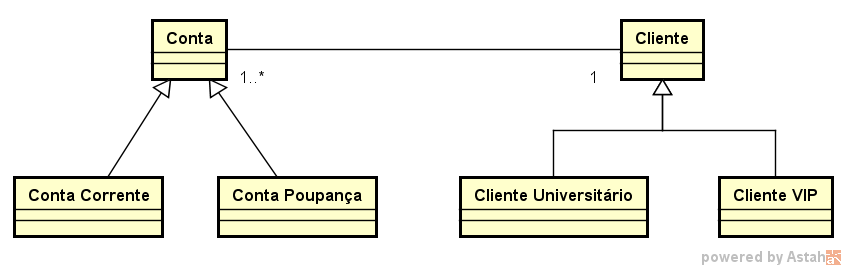 Conta
Cliente
1..*
1
Conta Corrente
Conta Poupança
Cliente Universitário
Cliente VIP
powered by Astah